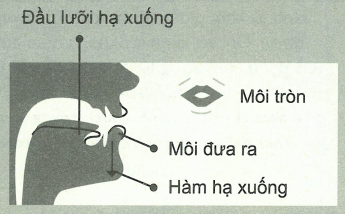 Đầu lưỡi hạ xuống
Môi tròn
Môi đưa ra
Hàm hạ xuống